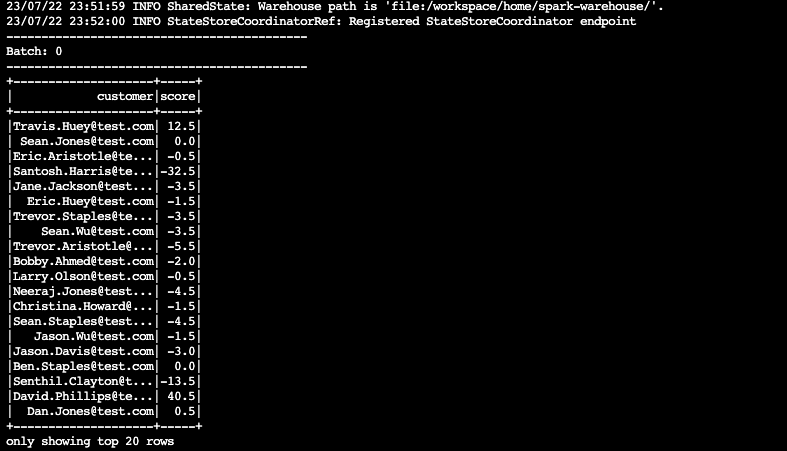 23/07/22 23:51:59 INFO SharedState: Warehouse path is 'file:/workspace/home/spark-warehouse/'.
23/07/22 23:52:00 INFO StateStoreCoordinatorRef: Registered StateStoreCoordinator endpoint
-------------------------------------------
Batch: 0
-------------------------------------------
+--------------------+-----+
|            customer|score|
+--------------------+-----+
|Travis.Huey@test.com| 12.5|
| Sean.Jones@test.com|  0.0|
|Eric.Aristotle@te...| -0.5|
|Santosh.Harris@te...|-32.5|
|Jane.Jackson@test...| -3.5|
|  Eric.Huey@test.com| -1.5|
|Trevor.Staples@te...| -3.5|
|    Sean.Wu@test.com| -3.5|
|Trevor.Aristotle@...| -5.5|
|Bobby.Ahmed@test.com| -2.0|
|Larry.Olson@test.com| -0.5|
|Neeraj.Jones@test...| -4.5|
|Christina.Howard@...| -1.5|
|Sean.Staples@test...| -4.5|
|   Jason.Wu@test.com| -1.5|
|Jason.Davis@test.com| -3.0|
|Ben.Staples@test.com|  0.0|
|Senthil.Clayton@t...|-13.5|
|David.Phillips@te...| 40.5|
|  Dan.Jones@test.com|  0.5|
+--------------------+-----+
only showing top 20 rows